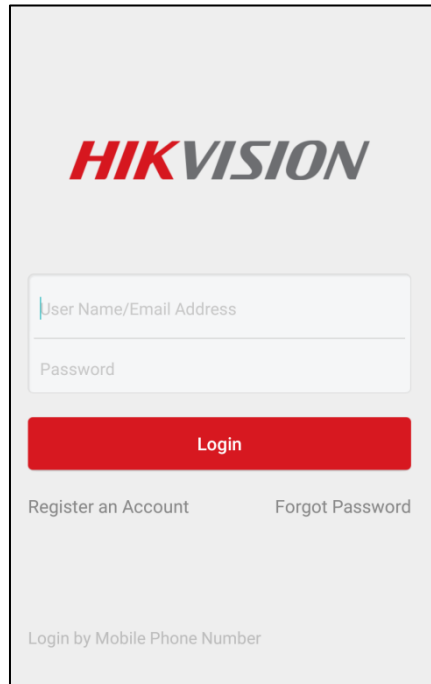 HIKVISION
User Name/Email Address
Password
Login
Register an Account Forgot Password
Login by Mobile Phone Number